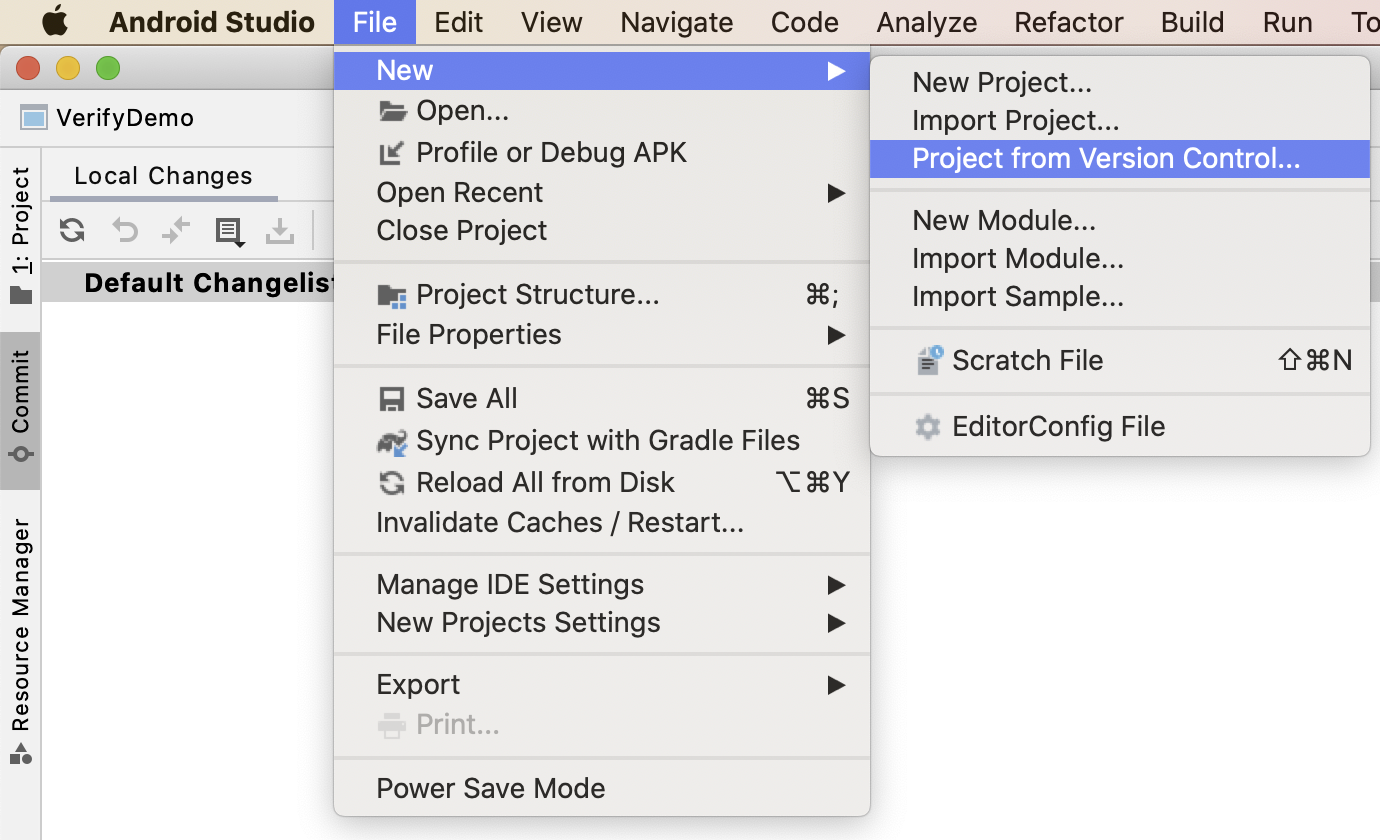 Android Studio File Edit View Navigate Code Analyze Refactor Build Run To
VerifyDemo
1: Project
Commit
Resource Manager
Local Changes
Default Changelist
New
Open...
Profile or Debug APK
Open Recent
Close Project
Project Structure... ⌘;
File Properties
Save All ⌘S
Sync Project with Gradle Files
Reload All from Disk ⌥⌘Y
Invalidate Caches / Restart...
Manage IDE Settings
New Projects Settings
Export
Print...
Power Save Mode
New Project...
Import Project...
Project from Version Control...
New Module...
Import Module...
Import Sample...
Scratch File ⇧⌘N
EditorConfig File